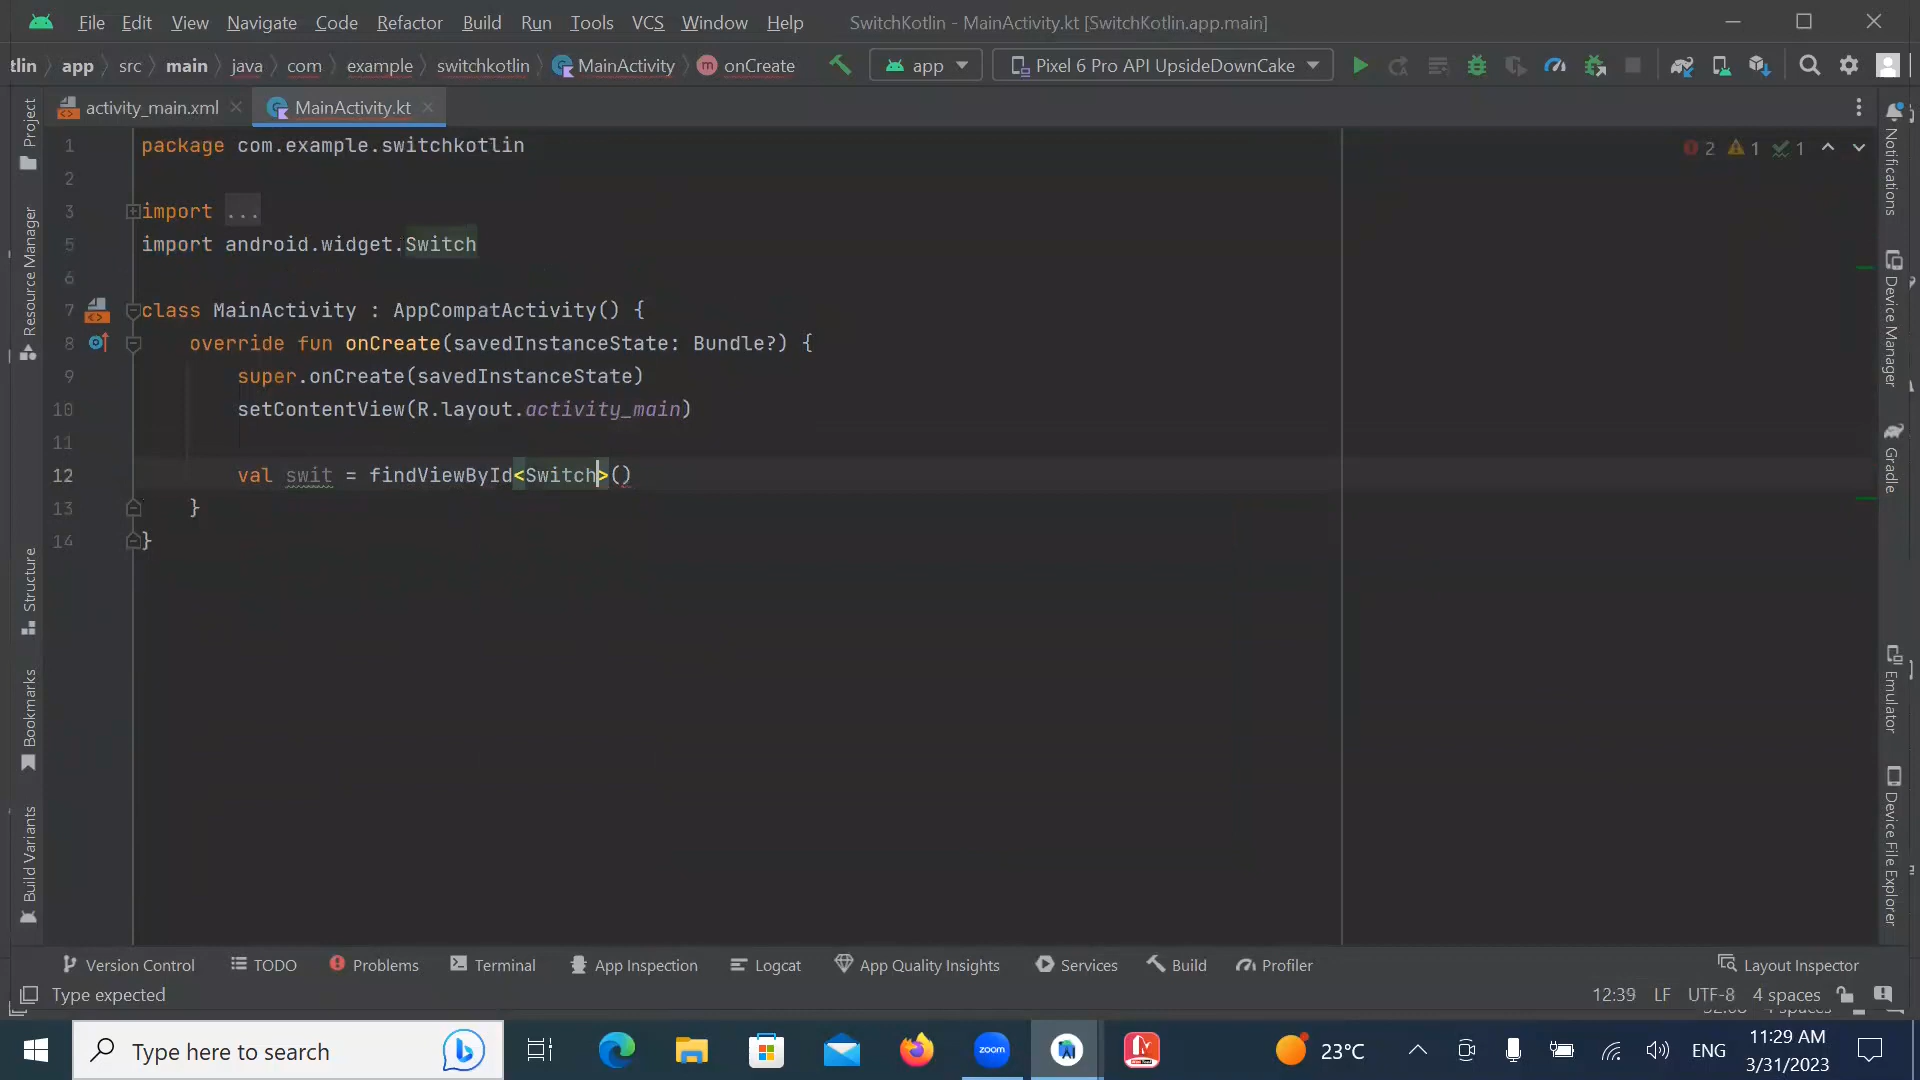 File Edit View Navigate Code Refactor Build Run Tools VCS Window Help SwitchKotlin - MainActivity.kt [SwitchKotlin.app.main]
tlin app src main java com example switchkotlin MainActivity onCreate app Pixel 6 Pro API UpsideDownCake
activity_main.xml MainActivity.kt
1 package com.example.switchkotlin
2 1 1
2
3 import ...
5 import android.widget.Switch
6
7 class MainActivity : AppCompatActivity() {
8 override fun onCreate(savedInstanceState: Bundle?) {
9 super.onCreate(savedInstanceState)
10 setContentView(R.layout.activity_main)
11
12 val swit = findViewById<Switch>()
13 }
14 }
Project
Resource Manager
Structure
Bookmarks
Build Variants
Notifications
Device Manager
Gradle
Emulator
Device File Explorer
Version Control TODO Problems Terminal App Inspection Logcat App Quality Insights Services Build Profiler Layout Inspector
Type expected 12:39 LF UTF-8 4 spaces
Type here to search zoom 23°C ENG 11:29 AM
3/31/2023